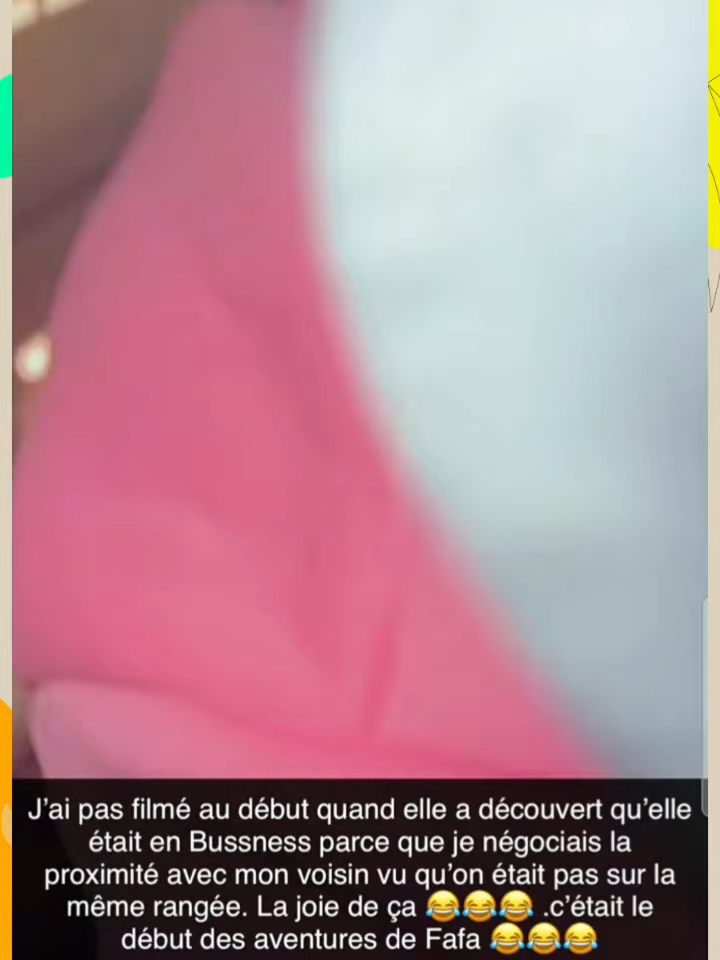 J’ai pas filmé au début quand elle a découvert qu’elle
était en Bussness parce que je négociais la
proximité avec mon voisin vu qu’on était pas sur la
même rangée. La joie de ça 😂😂😂 .c’était le
début des aventures de Fafa 😂😂😂